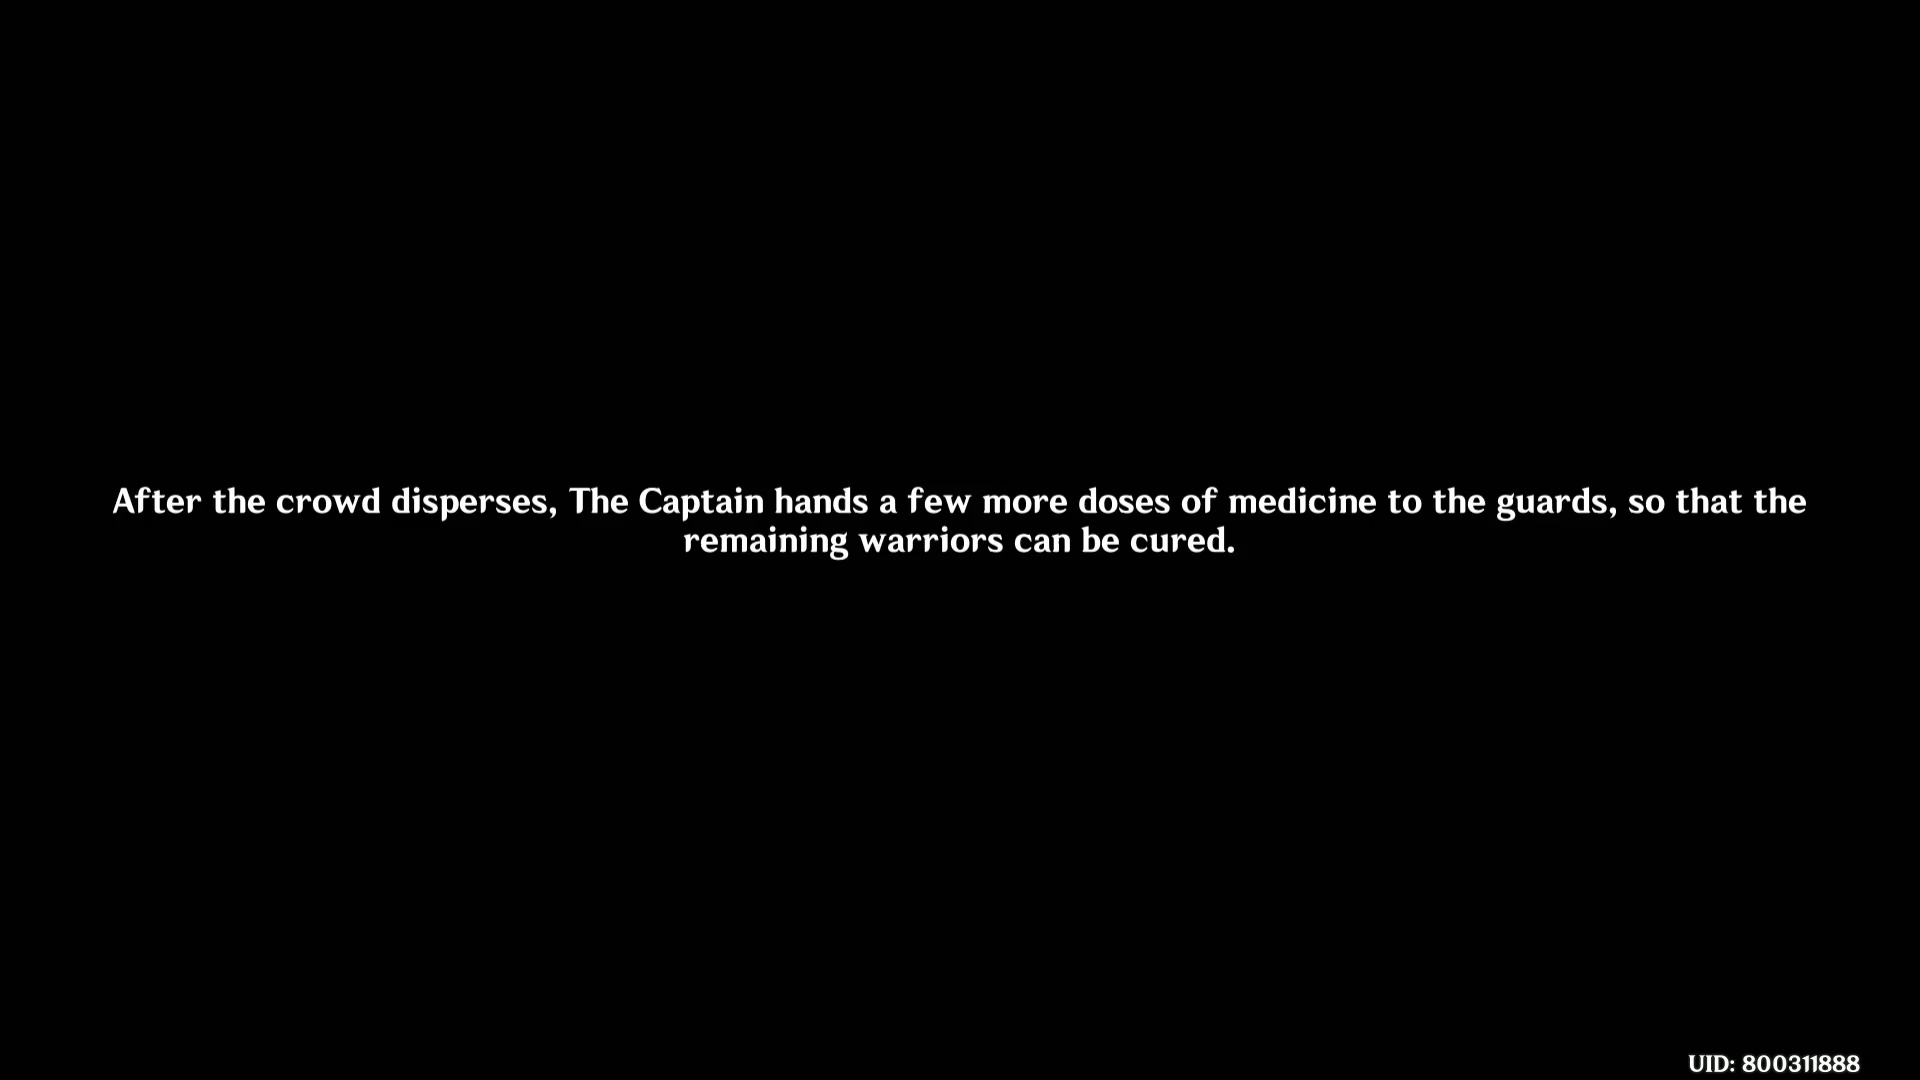 After the crowd disperses, The Captain hands a few more doses of medicine to the guards, so that the
remaining warriors can be cured.
UID: 800311888